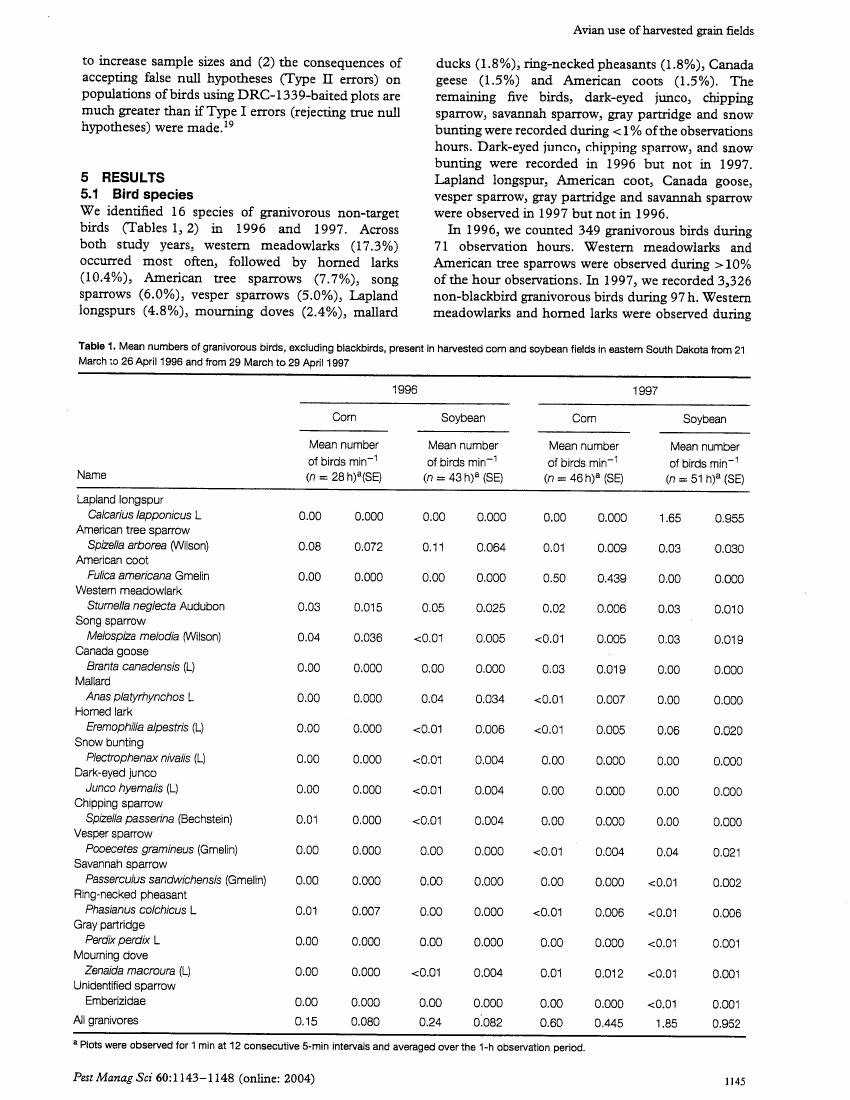 Avian use of harvested grain fields
to increase sample sizes and (2) the consequences of
accepting false null hypotheses (Type II errors) on
populations of birds using DRC-1339-baited plots are
much greater than if Type I errors (rejecting true null
hypotheses) were made.19
5 RESULTS
5.1 Bird species
We identified 16 species of granivorous non-target
birds (Tables 1, 2) in 1996 and 1997. Across
both study years, western meadowlarks (17.3%)
occurred most often, followed by horned larks
(10.4%), American tree sparrows (7.7%), song
sparrows (6.0%), vesper sparrows (5.0%), Lapland
longspurs (4.8%), mourning doves (2.4%), mallard
ducks (1.8%), ring-necked pheasants (1.8%), Canada
geese (1.5%) and American coots (1.5%). The
remaining five birds, dark-eyed junco, chipping
sparrow, savannah sparrow, gray partridge and snow
bunting were recorded during <1% of the observations
hours. Dark-eyed junco, chipping sparrow, and snow
bunting were recorded in 1996 but not in 1997.
Lapland longspur, American coot, Canada goose,
vesper sparrow, gray partridge and savannah sparrow
were observed in 1997 but not in 1996.
In 1996, we counted 349 granivorous birds during
71 observation hours. Western meadowlarks and
American tree sparrows were observed during >10%
of the hour observations. In 1997, we recorded 3,326
non-blackbird granivorous birds during 97 h. Western
meadowlarks and horned larks were observed during
Table 1. Mean numbers of granivorous birds, excluding blackbirds, present in harvested corn and soybean fields in eastern South Dakota from 21
March to 26 April 1996 and from 29 March to 29 April 1997
1996 1997
Corn Soybean Corn Soybean
Mean number Mean number Mean number Mean number
of birds min−1 of birds min−1 of birds min−1 of birds min−1
Name (n = 28 h)a(SE) (n = 43 h)a (SE) (n = 46 h)a (SE) (n = 51 h)a (SE)
Lapland longspur
Calcarius lapponicus L 0.00 0.000 0.00 0.000 0.00 0.000 1.65 0.955
American tree sparrow
Spizella arborea (Wilson) 0.08 0.072 0.11 0.064 0.01 0.009 0.03 0.030
American coot
Fulica americana Gmelin 0.00 0.000 0.00 0.000 0.50 0.439 0.00 0.000
Western meadowlark
Sturnella neglecta Audubon 0.03 0.015 0.05 0.025 0.02 0.006 0.03 0.010
Song sparrow
Melospiza melodia (Wilson) 0.04 0.036 <0.01 0.005 <0.01 0.005 0.03 0.019
Canada goose
Branta canadensis (L) 0.00 0.000 0.00 0.000 0.03 0.019 0.00 0.000
Mallard
Anas platyrhynchos L 0.00 0.000 0.04 0.034 <0.01 0.007 0.00 0.000
Horned lark
Eremophilia alpestris (L) 0.00 0.000 <0.01 0.006 <0.01 0.005 0.06 0.020
Snow bunting
Plectrophenax nivalis (L) 0.00 0.000 <0.01 0.004 0.00 0.000 0.00 0.000
Dark-eyed junco
Junco hyemalis (L) 0.00 0.000 <0.01 0.004 0.00 0.000 0.00 0.000
Chipping sparrow
Spizella passerina (Bechstein) 0.01 0.000 <0.01 0.004 0.00 0.000 0.00 0.000
Vesper sparrow
Pooecetes gramineus (Gmelin) 0.00 0.000 0.00 0.000 <0.01 0.004 0.04 0.021
Savannah sparrow
Passerculus sandwichensis (Gmelin) 0.00 0.000 0.00 0.000 0.00 0.000 <0.01 0.002
Ring-necked pheasant
Phasianus colchicus L 0.01 0.007 0.00 0.000 <0.01 0.006 <0.01 0.006
Gray partridge
Perdix perdix L 0.00 0.000 0.00 0.000 0.00 0.000 <0.01 0.001
Mourning dove
Zenaida macroura (L) 0.00 0.000 <0.01 0.004 0.01 0.012 <0.01 0.001
Unidentified sparrow
Emberizidae 0.00 0.000 0.00 0.000 0.00 0.000 <0.01 0.001
All granivores 0.15 0.080 0.24 0.082 0.60 0.445 1.85 0.952
a Plots were observed for 1 min at 12 consecutive 5-min intervals and averaged over the 1-h observation period.
Pest Manag Sci 60:1143–1148 (online: 2004) 1145